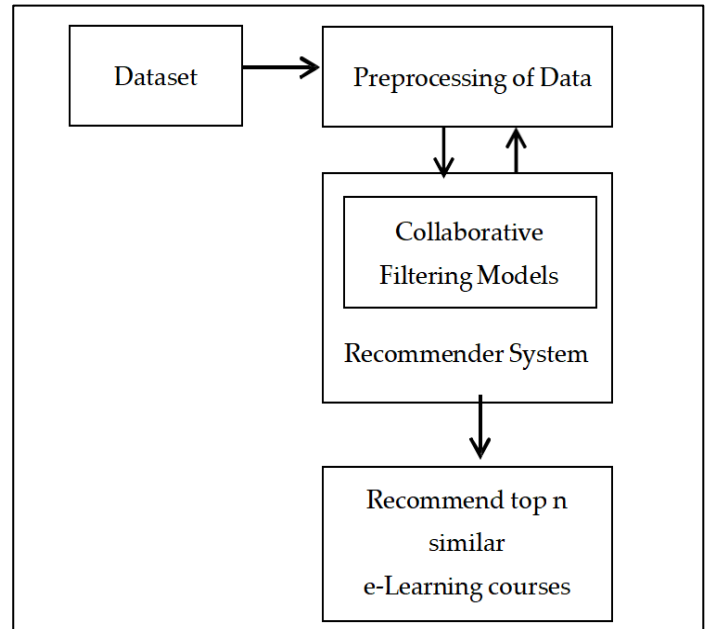 Dataset
Preprocessing of Data
Collaborative
Filtering Models
Recommender System
Recommend top n
similar
e-Learning courses